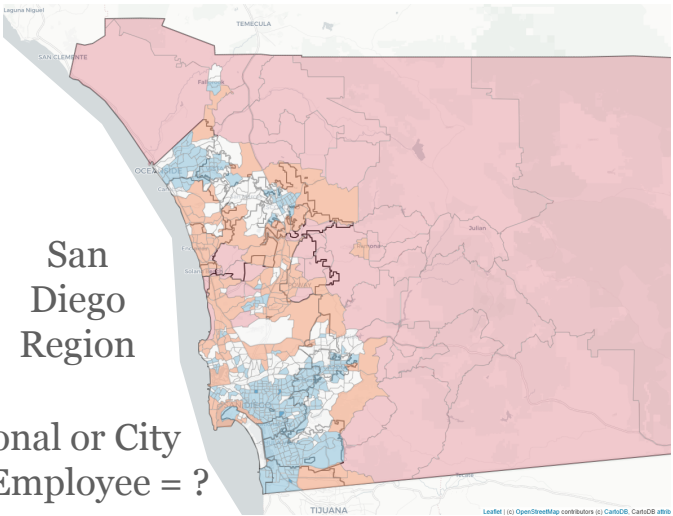 Laguna Niguel
TEMECULA
SAN CLEMENTE
OCEANSIDE
Julian
San
Diego
Region
onal or City
Employee = ?
TIJUANA
Leaflet | (c) OpenStreetMap contributors (c) CartoDB, CartoDB attrib